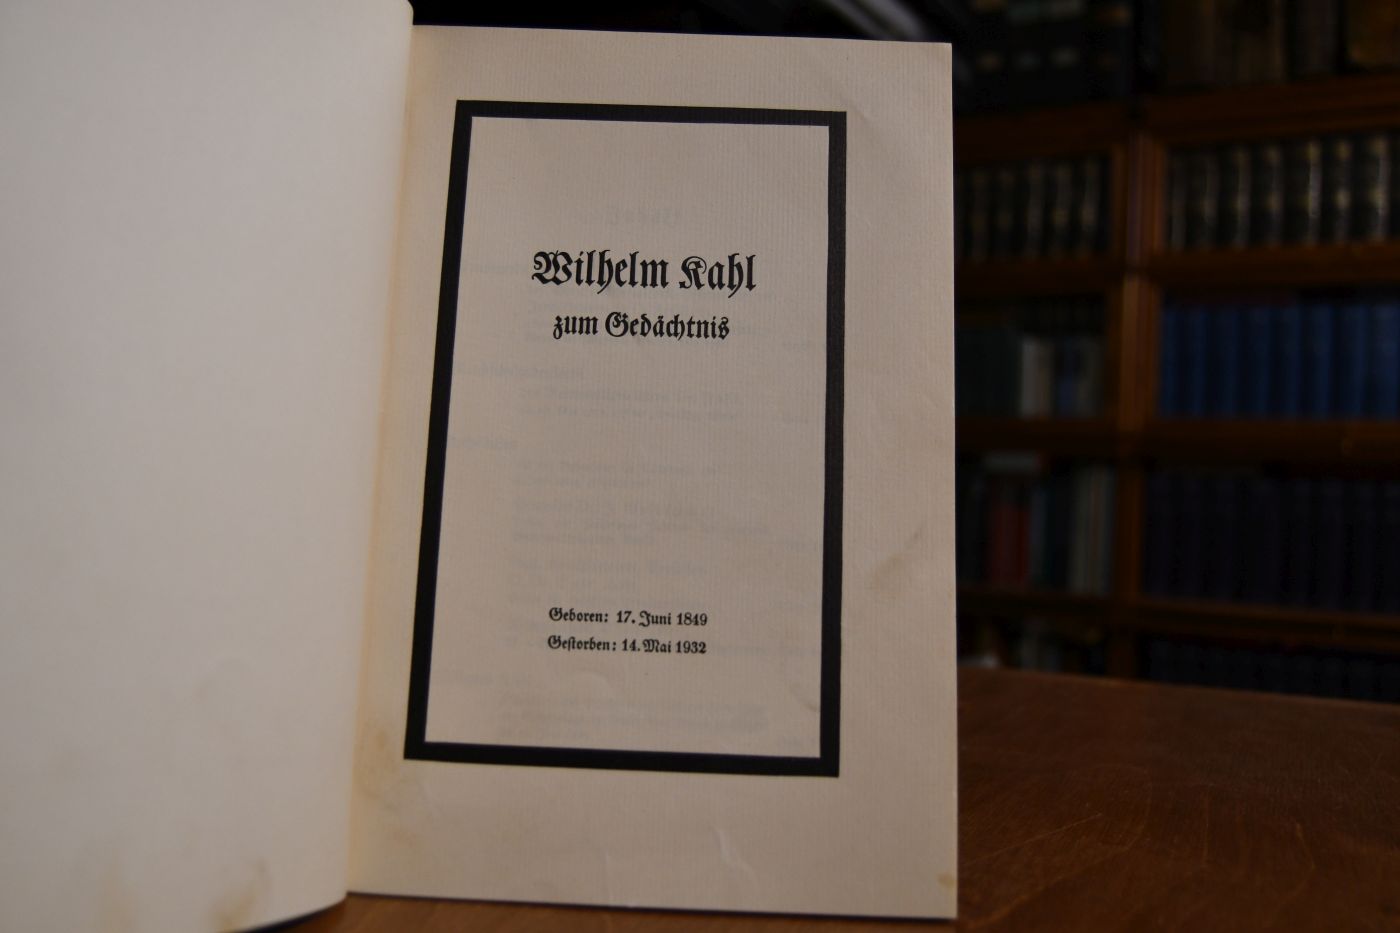 Wilhelm Kahl
zum Gedächtnis
Geboren: 17. Juni 1849
Gestorben: 14. Mai 1932